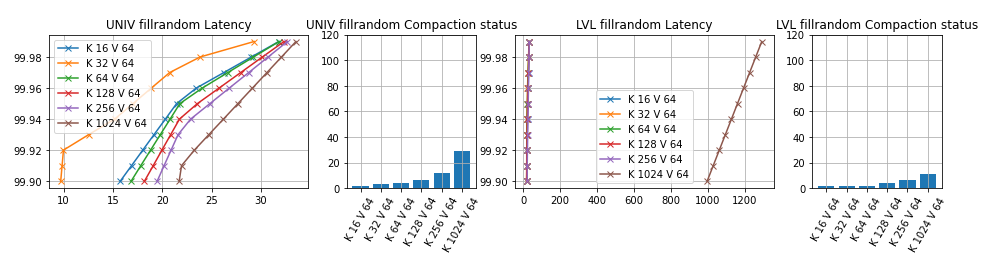 UNIV fillrandom Latency
99.98
99.96
99.94
99.92
99.90
10
15
20
25
30
K 16 V 64
K 32 V 64
K 64 V 64
K 128 V 64
K 256 V 64
K 1024 V 64
UNIV fillrandom Compaction status
120
100
80
60
40
20
0
K 16 V 64
K 32 V 64
K 64 V 64
K 128 V 64
K 256 V 64
K 1024 V 64
LVL fillrandom Latency
99.98
99.96
99.94
99.92
99.90
0
200
400
600
800
1000
1200
K 16 V 64
K 32 V 64
K 64 V 64
K 128 V 64
K 256 V 64
K 1024 V 64
LVL fillrandom Compaction status
120
100
80
60
40
20
0
K 16 V 64
K 32 V 64
K 64 V 64
K 128 V 64
K 256 V 64
K 1024 V 64